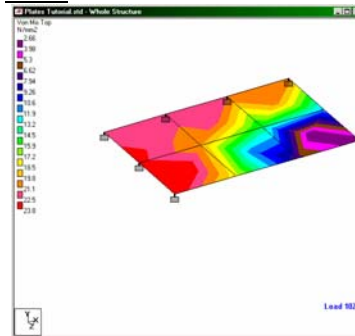 Plates Tutorial.std - Whole Structure
Von Mis Top
N/mm2
2.66
3.98
5.3
6.62
7.94
9.26
10.6
11.9
13.2
14.5
15.9
17.2
18.5
19.8
21.1
22.5
23.8
Y
X
Z
Load 102